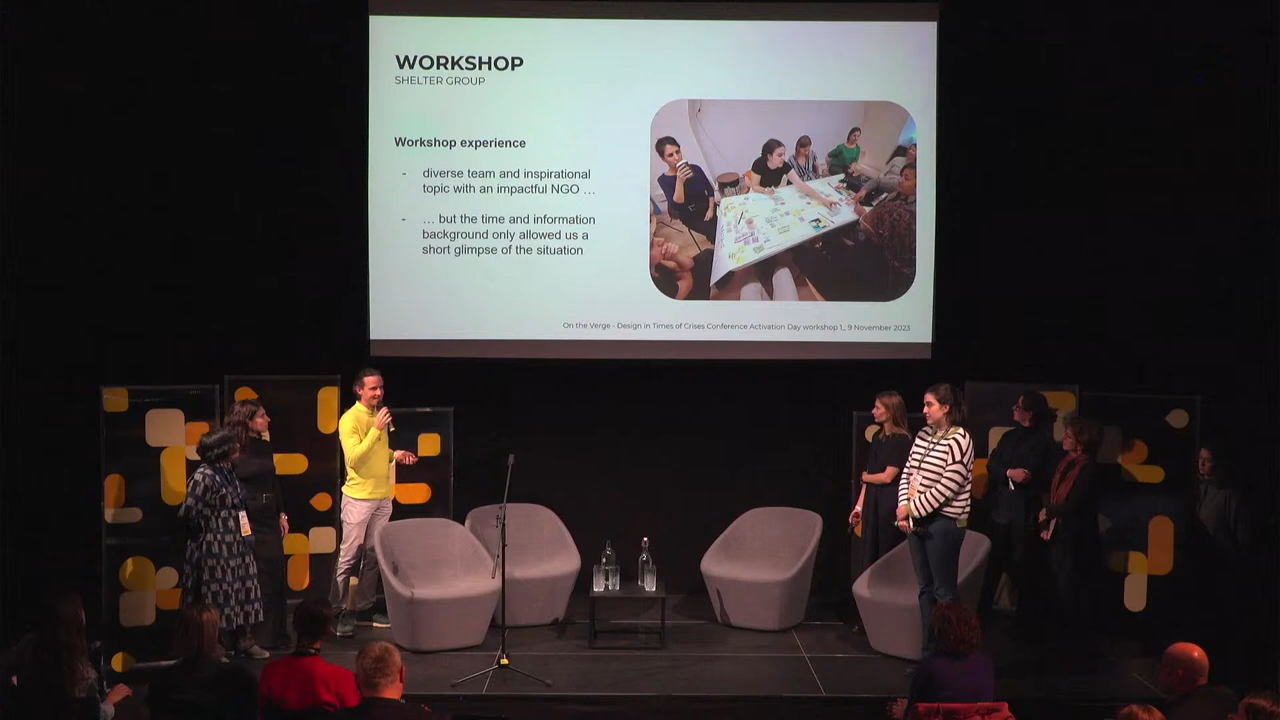 WORKSHOP
SHELTER GROUP
Workshop experience
- diverse team and inspirational
topic with an impactful NGO ...
- ... but the time and information
background only allowed us a
short glimpse of the situation
On the Verge - Design in Times of Crises Conference Activation Day workshop 1_ 9 November 2023